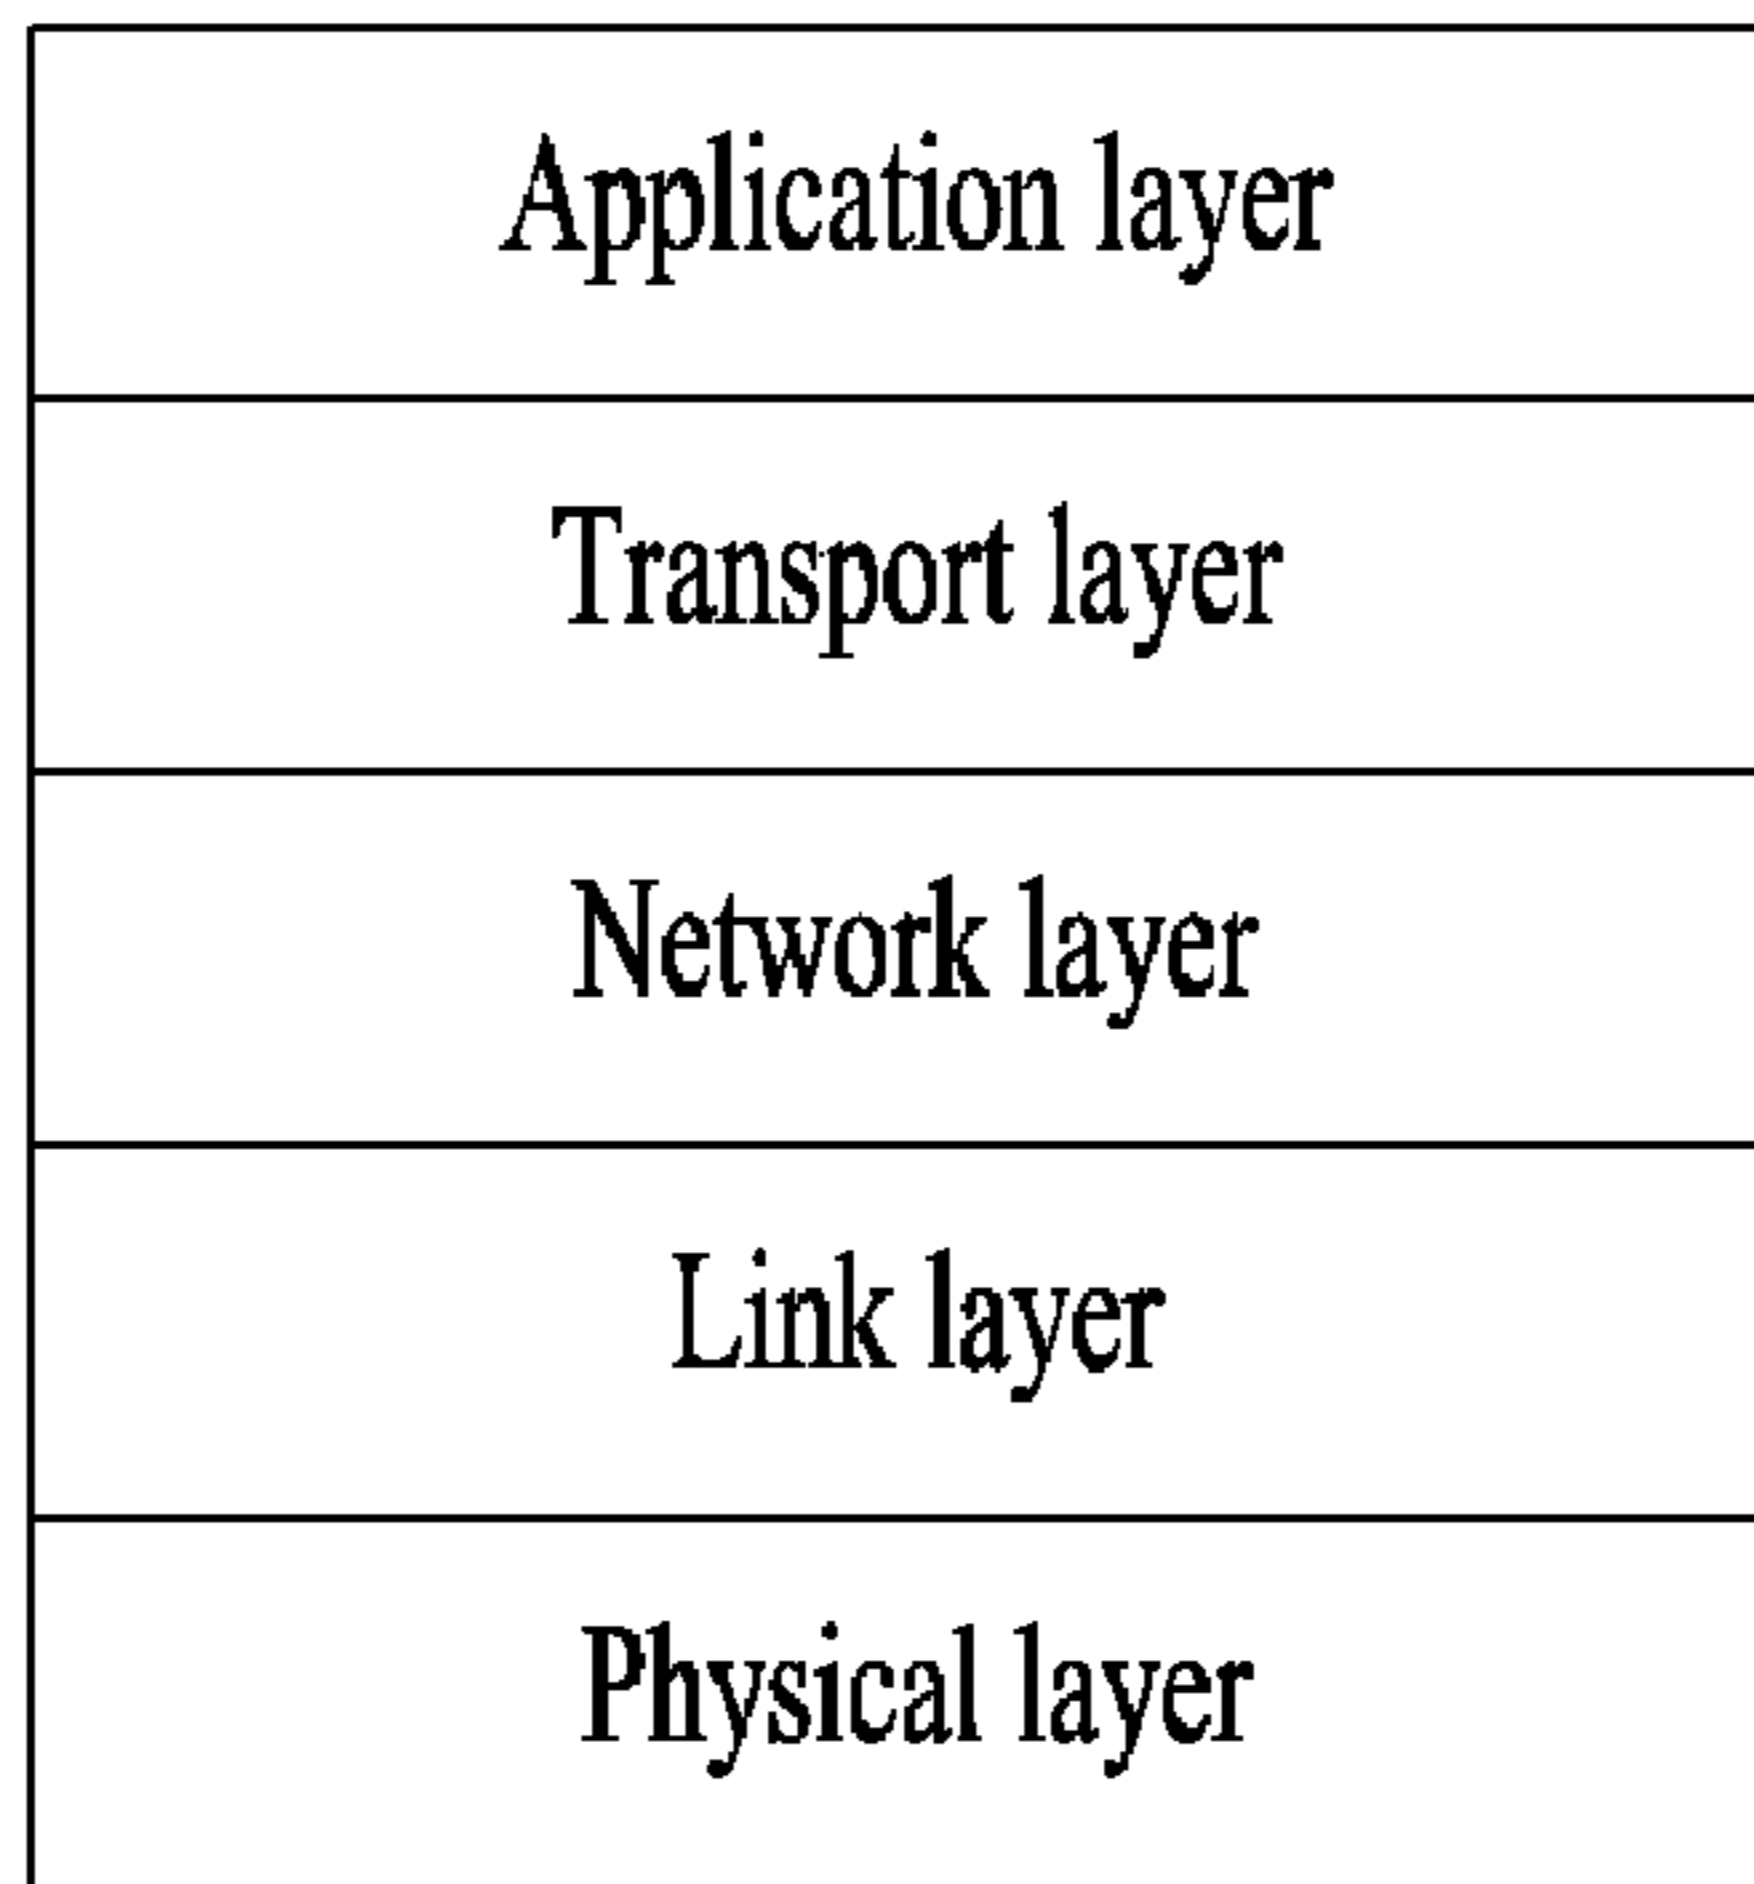 Application layer
Transport layer
Network layer
Link layer
Physical layer